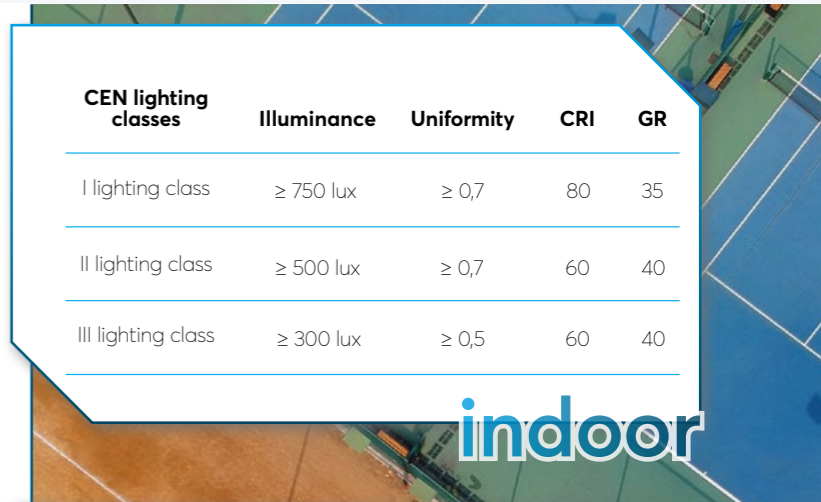 CEN lighting
classes Illuminance Uniformity CRI GR
I lighting class ≥ 750 lux ≥ 0,7 80 35
II lighting class ≥ 500 lux ≥ 0,7 60 40
III lighting class ≥ 300 lux ≥ 0,5 60 40
indoor